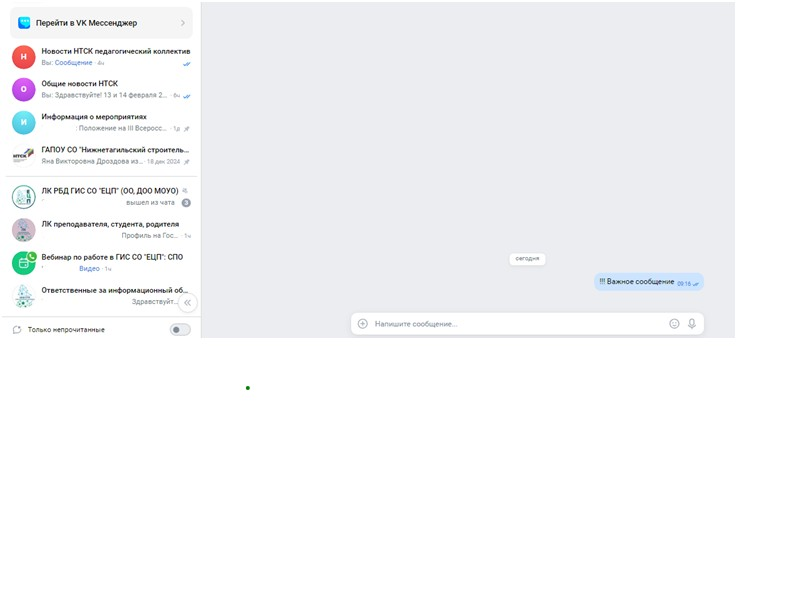 Перейти в VK Мессенджер
Н
Новости НТСК педагогический коллектив
Вы: Сообщение · 4ч
О
Общие новости НТСК
Вы: Здравствуйте! 13 и 14 февраля 2... · 6ч
И
Информация о мероприятиях
: Положение на III Всеросс... · 1д
НТСК
ГАПОУ СО "Нижнетагильский строитель...
Яна Викторовна Дроздова из... · 18 дек 2024
ЛК РБД ГИС СО "ЕЦП" (ОО, ДОО МОУО)
вышел из чата
3
ЛК преподавателя, студента, родителя
Профиль на Гос... · 1ч
Вебинар по работе в ГИС СО "ЕЦП": СПО
Видео · 1ч
Ответственные за информационный об...
Здравствуйт...
Только непрочитанные
сегодня
!!! Важное сообщение 09:16
Напишите сообщение...